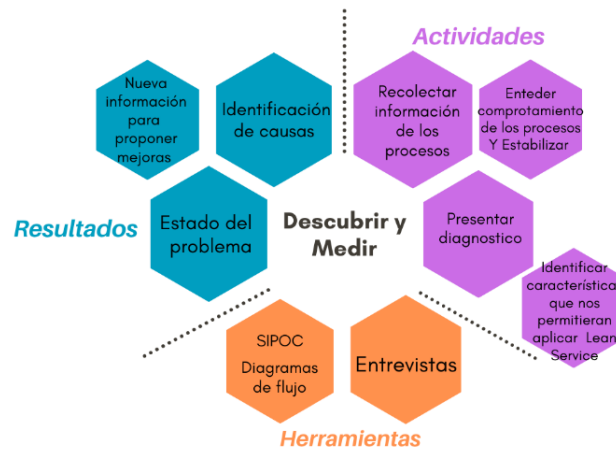 Actividades
Nueva
información
para
proponer
mejoras
Identificación
de causas
Recolectar
información
de los
procesos
Enteder
comprotamiento
de los procesos
Y Estabilizar
Resultados
Estado del
problema
Descubrir y
Medir
Presentar
diagnostico
Identificar
característica
que nos
permitieran
aplicar Lean
Service
SIPOC
Diagramas
de flujo
Entrevistas
Herramientas